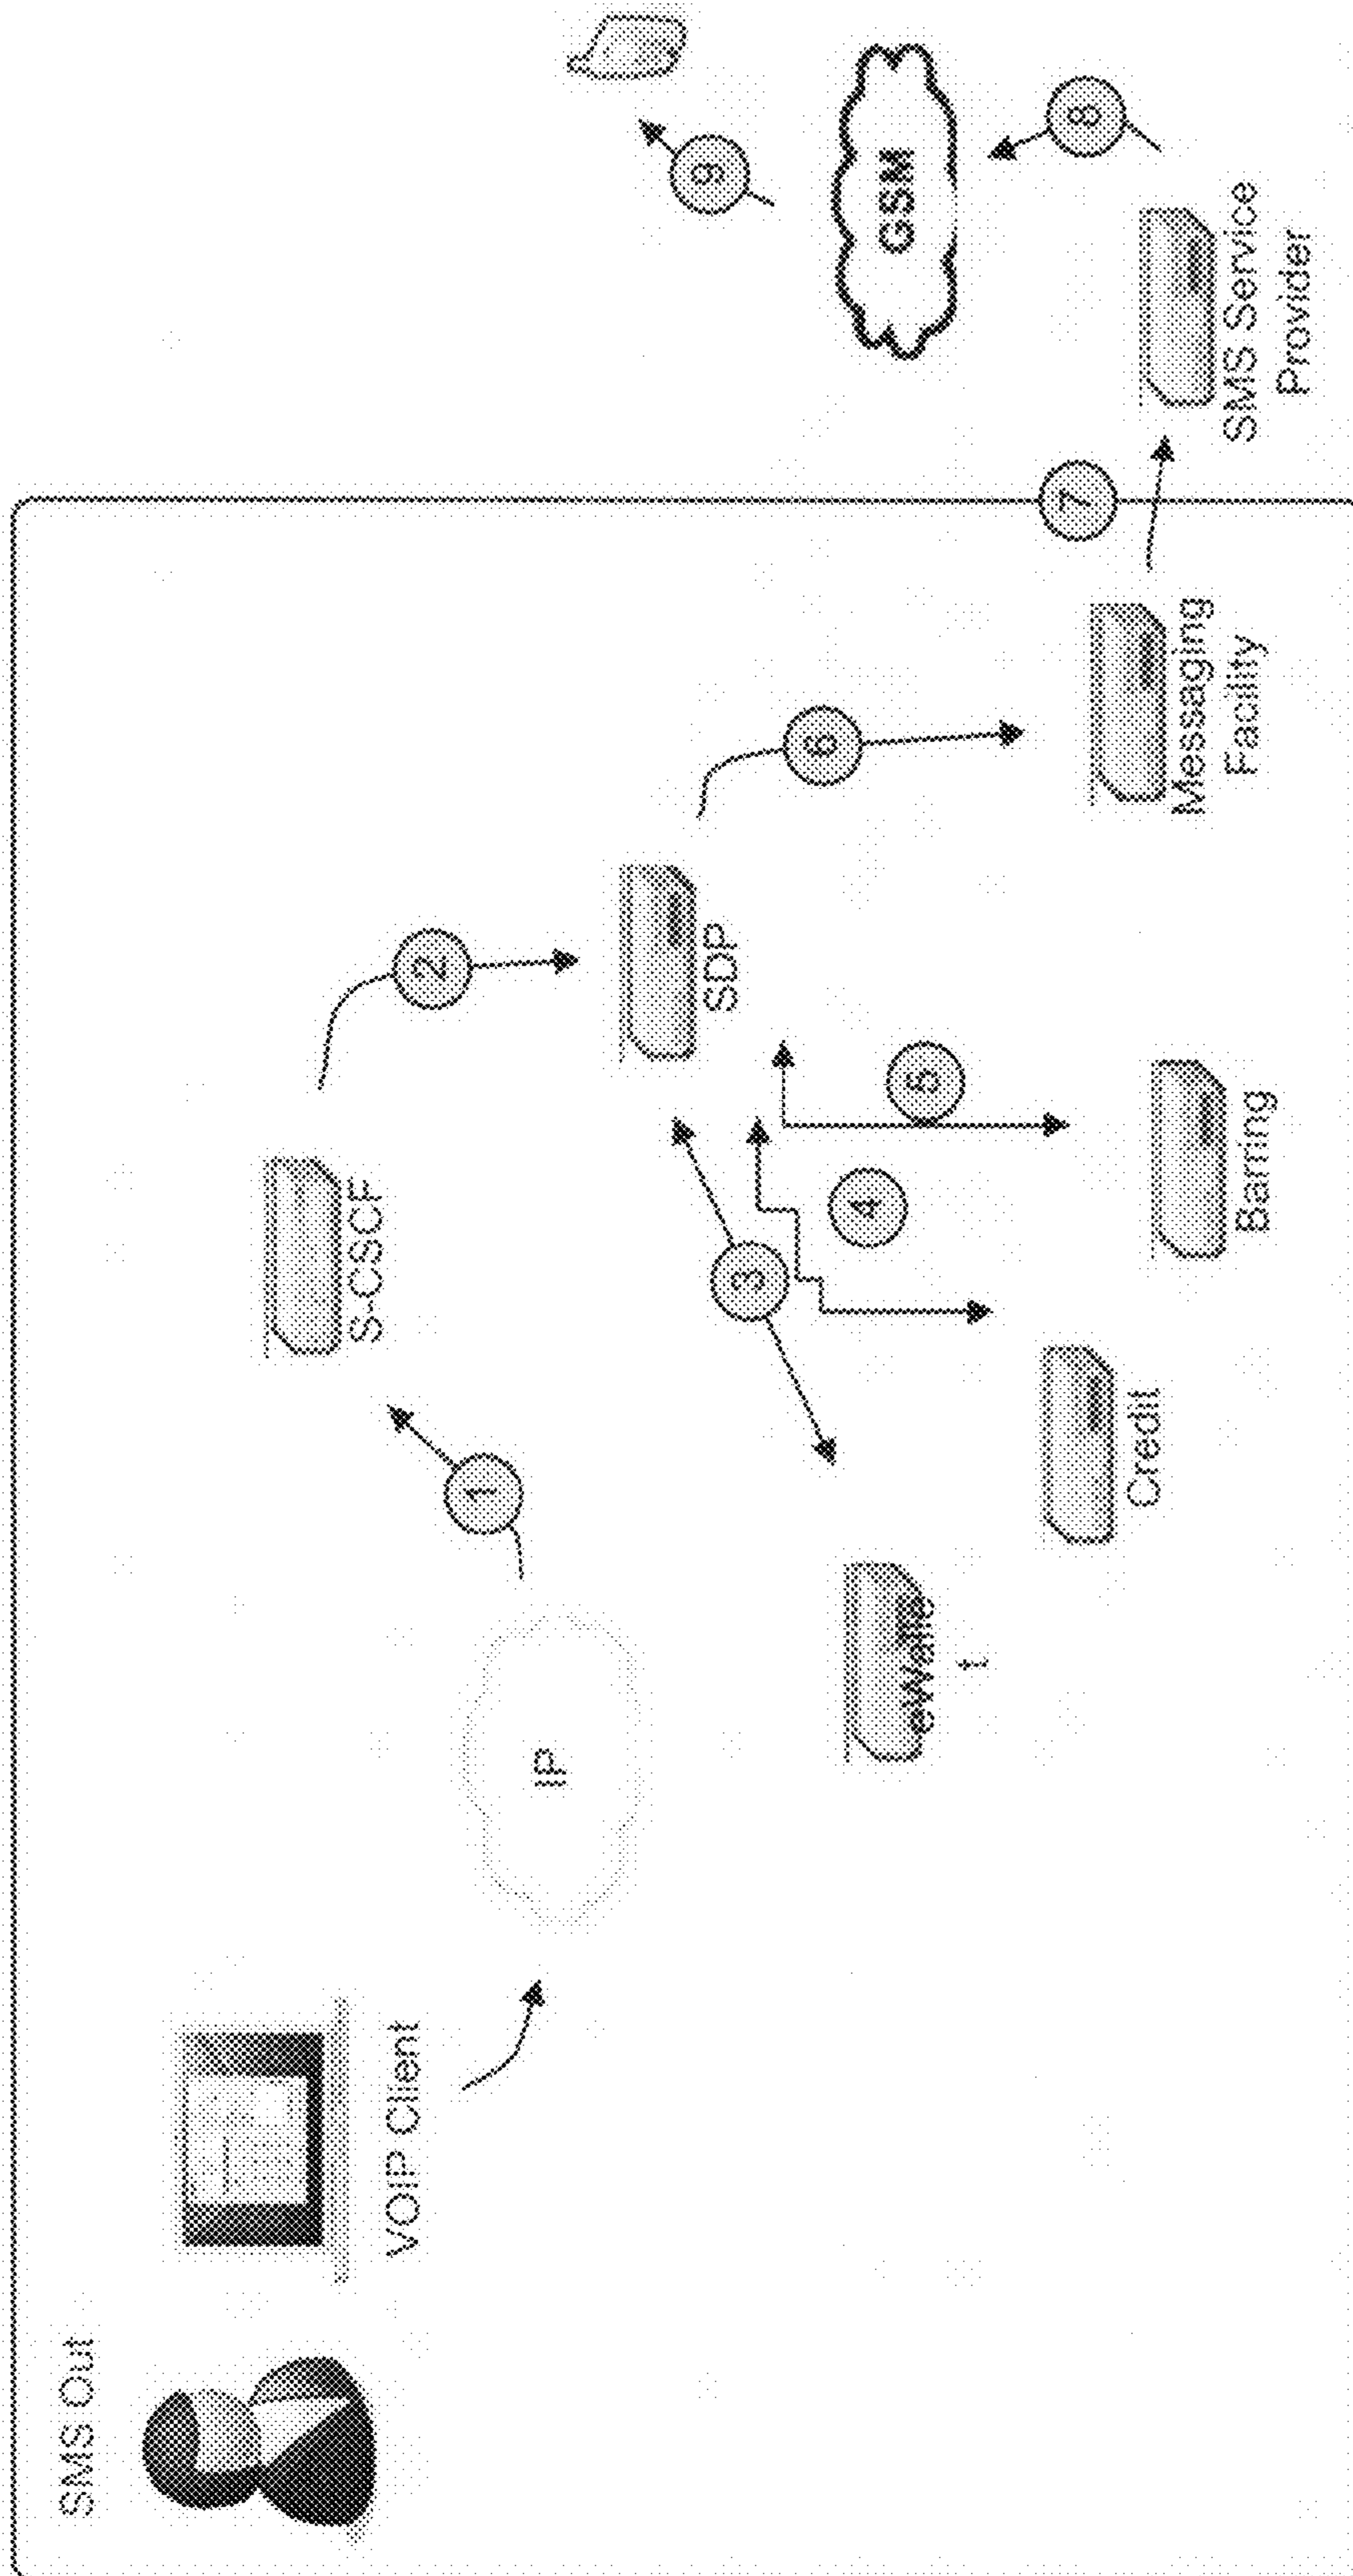 SMS Out
VOIP Client
IP
1
S-CSCF
2
SDP
3
4
5
eWalle
t
Credit
Barring
6
Messaging
Facility
7
SMS Service
Provider
8
GSM
9